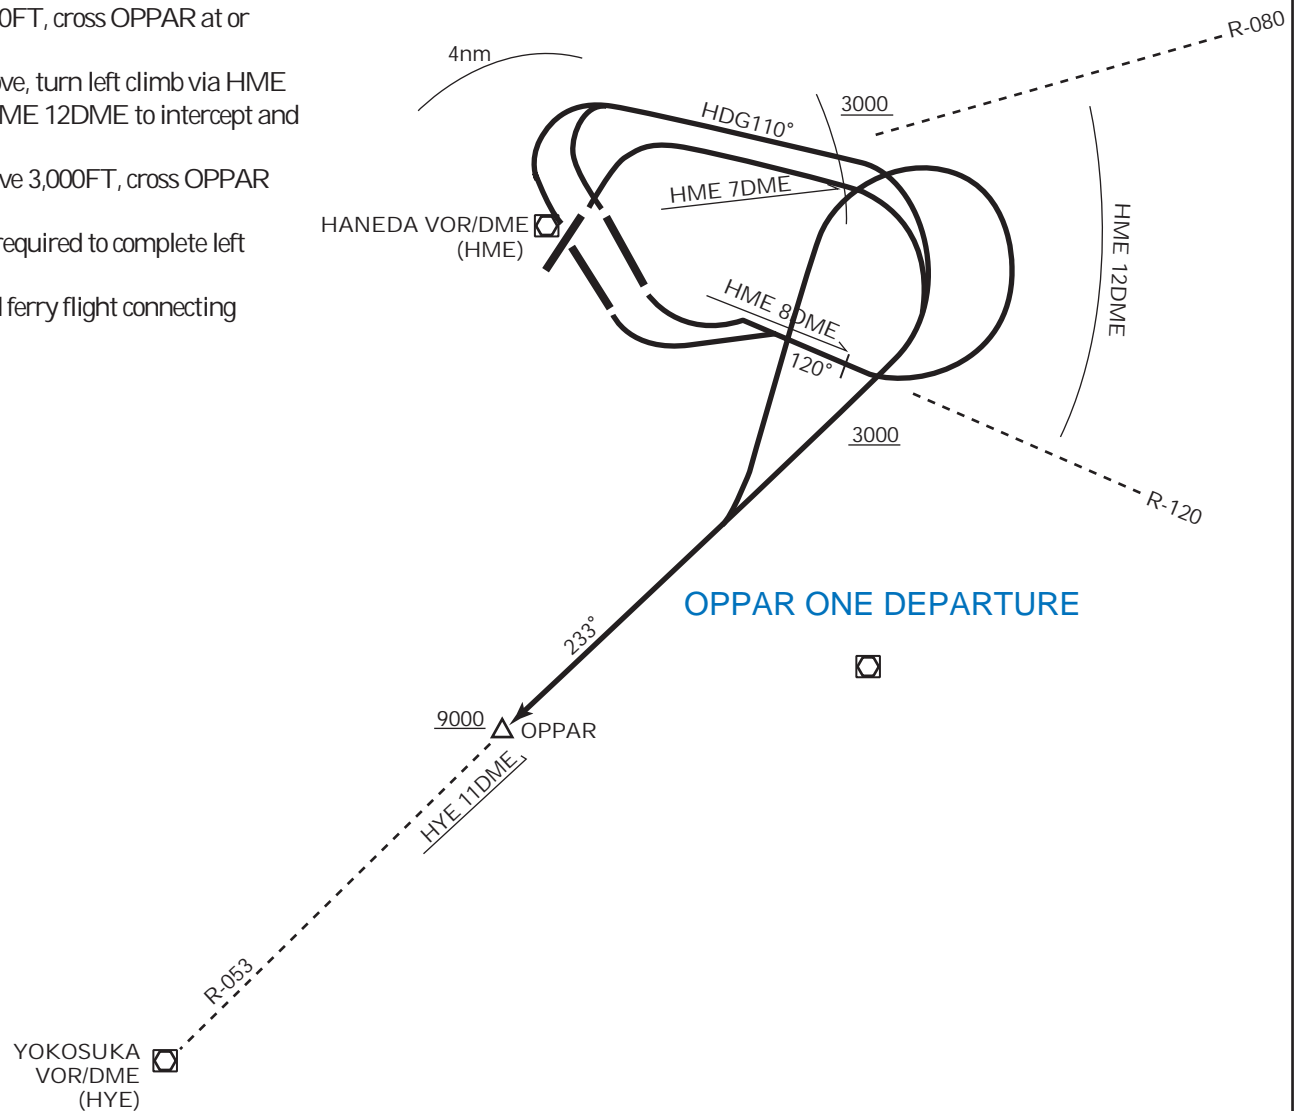 0FT, cross OPPAR at or
ve, turn left climb via HME
ME 12DME to intercept and
ve 3,000FT, cross OPPAR
required to complete left
ferry flight connecting
4nm
R-080
3000
HDG110°
HME 7DME
HANEDA VOR/DME
(HME)
HME 12DME
HME 8DME
120°
3000
R-120
OPPAR ONE DEPARTURE
233°
9000
OPPAR
HYE 11DME
R-053
YOKOSUKA
VOR/DME
(HYE)